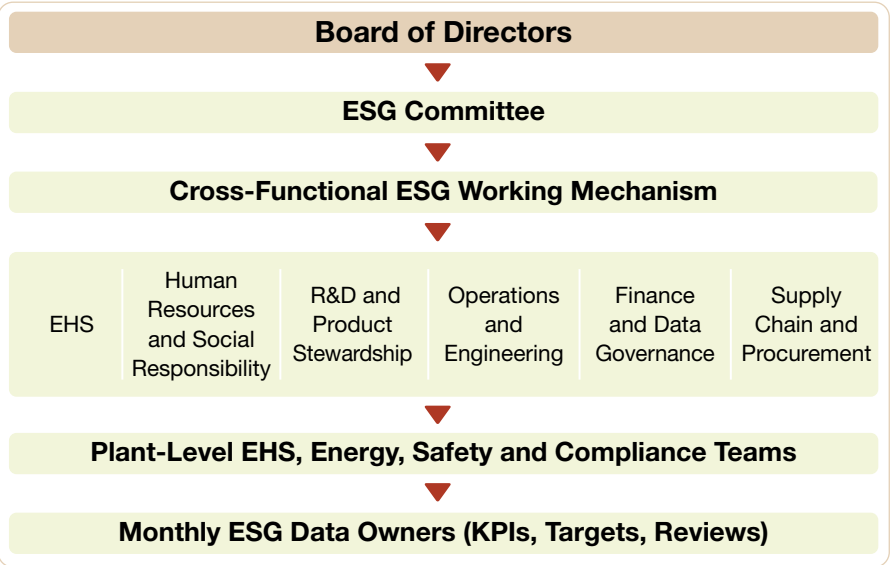 Board of Directors
ESG Committee
Cross-Functional ESG Working Mechanism
EHS
Human
Resources
and Social
Responsibility
R&D and
Product
Stewardship
Operations
and
Engineering
Finance
and Data
Governance
Supply
Chain and
Procurement
Plant-Level EHS, Energy, Safety and Compliance Teams
Monthly ESG Data Owners (KPIs, Targets, Reviews)